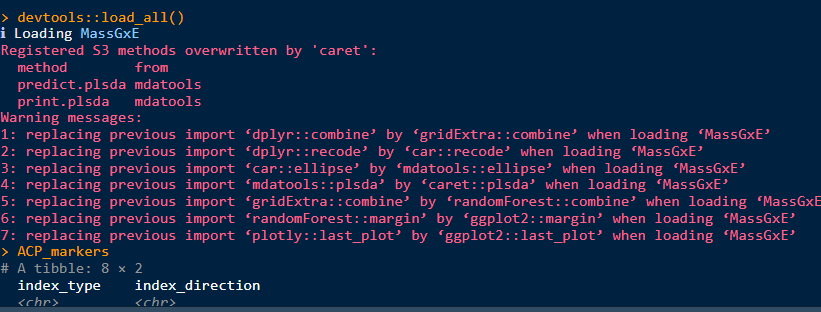 > devtools::load_all()
ℹ Loading MassGxE
Registered S3 methods overwritten by 'caret':
  method        from
  predict.plsda mdatools
  print.plsda   mdatools
Warning messages:
1: replacing previous import ‘dplyr::combine’ by ‘gridExtra::combine’ when loading ‘MassGxE’
2: replacing previous import ‘dplyr::recode’ by ‘car::recode’ when loading ‘MassGxE’
3: replacing previous import ‘car::ellipse’ by ‘mdatools::ellipse’ when loading ‘MassGxE’
4: replacing previous import ‘mdatools::plsda’ by ‘caret::plsda’ when loading ‘MassGxE’
5: replacing previous import ‘gridExtra::combine’ by ‘randomForest::combine’ when loading ‘MassGxE’
6: replacing previous import ‘randomForest::margin’ by ‘ggplot2::margin’ when loading ‘MassGxE’
7: replacing previous import ‘plotly::last_plot’ by ‘ggplot2::last_plot’ when loading ‘MassGxE’
> ACP_markers
# A tibble: 8 × 2
  index_type    index_direction
  <chr>         <chr>